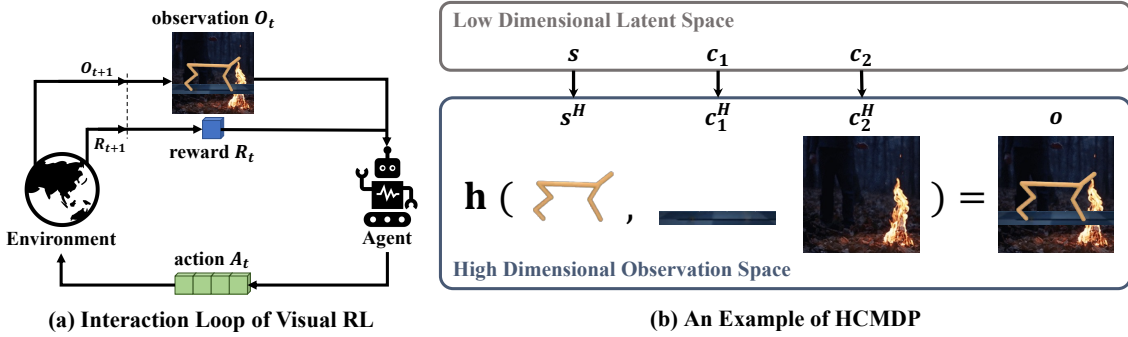 observation O_t
O_{t+1}
R_{t+1}
reward R_t
Environment
Agent
action A_t
(a) Interaction Loop of Visual RL
Low Dimensional Latent Space
s c_1 c_2
s^H c_1^H c_2^H o
h ( , ) =
High Dimensional Observation Space
(b) An Example of HCMDP